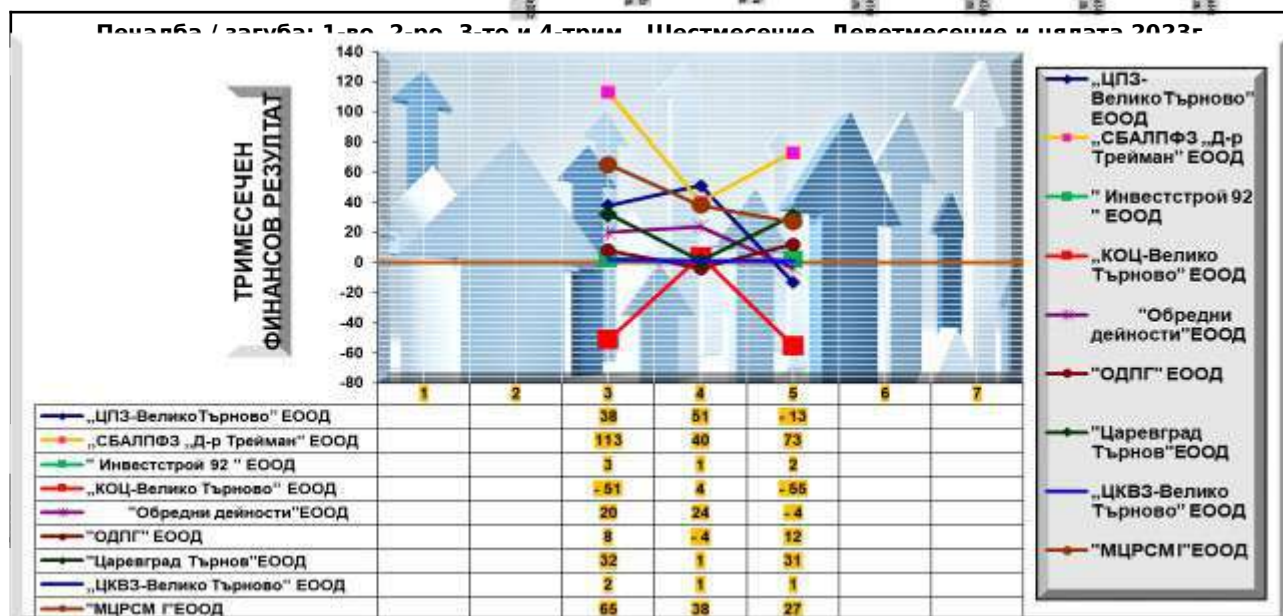 Печалба / загуба: 1-во, 2-ро, 3-то и 4-трим., Шестмесечие, Деветмесечие и цялата 2023г.
ТРИМЕСЕЧЕН
ФИНАНСОВ РЕЗУЛТАТ
140
120
100
80
60
40
20
0
-20
-40
-60
-80
1 2 3 4 5 6 7
„ЦПЗ-
ВеликоТърново"
ЕООД
„СБАЛПФЗ „Д-р
Трейман" ЕООД
" Инвестстрой 92
" ЕООД
„КОЦ-Велико
Търново" ЕООД
"Обредни
дейности"ЕООД
"ОДПГ" ЕООД
"Царевград
Търнов"ЕООД
„ЦКВЗ-Велико
Търново" ЕООД
"МЦРСМ I"ЕООД
„ЦПЗ-ВеликоТърново" ЕООД 38 51 - 13
„СБАЛПФЗ „Д-р Трейман" ЕООД 113 40 73
" Инвестстрой 92 " ЕООД 3 1 2
„КОЦ-Велико Търново" ЕООД - 51 4 - 55
"Обредни дейности"ЕООД 20 24 - 4
"ОДПГ" ЕООД 8 - 4 12
"Царевград Търнов"ЕООД 32 1 31
„ЦКВЗ-Велико Търново" ЕООД 2 1 1
"МЦРСМ I"ЕООД 65 38 27